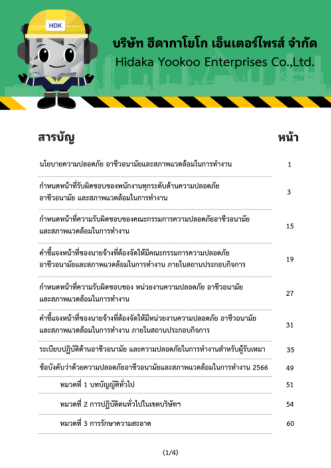 HDK
บริษัท ฮีดากาโยโก เอ็นเตอร์ไพรส์ จำกัด
Hidaka Yookoo Enterprises Co.,Ltd.
สารบัญ หน้า
นโยบายความปลอดภัย อาชีวอนามัยและสภาพแวดล้อมในการทำงาน 1
กำหนดหน้าที่รับผิดชอบของพนักงานทุกระดับด้านความปลอดภัย
อาชีวอนามัย และสภาพแวดล้อมในการทำงาน 3
กำหนดหน้าที่ความรับผิดชอบของคณะกรรมการความปลอดภัยอาชีวอนามัย
และสภาพแวดล้อมในการทำงาน 15
คำชี้แจงหน้าที่ของนายจ้างที่ต้องจัดให้มีคณะกรรมการความปลอดภัย
อาชีวอนามัยและสภาพแวดล้อมในการทำงาน ภายในสถานประกอบกิจการ 19
กำหนดหน้าที่ความรับผิดชอบของ หน่วยงานความปลอดภัย อาชีวอนามัย
และสภาพแวดล้อมในการทำงาน 27
คำชี้แจงหน้าที่ของนายจ้างที่ต้องจัดให้มีหน่วยงานความปลอดภัย อาชีวอนามัย
และสภาพแวดล้อมในการทำงาน ภายในสถานประกอบกิจการ 31
ระเบียบปฏิบัติด้านอาชีวอนามัย และความปลอดภัยในการทำงานสำหรับผู้รับเหมา 35
ข้อบังคับว่าด้วยความปลอดภัยอาชีวอนามัยและสภาพแวดล้อมในการทำงาน 2566 49
หมวดที่ 1 บทบัญญัติทั่วไป 51
หมวดที่ 2 การปฏิบัติตนทั่วไปในเขตบริษัทฯ 54
หมวดที่ 3 การรักษาความสะอาด 60
(1/4)